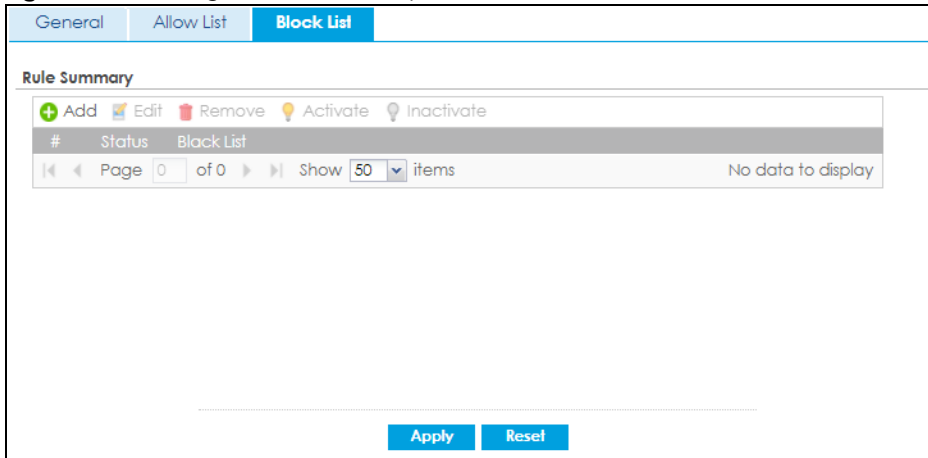 General Allow List Block List
Rule Summary
Add Edit Remove Activate Inactivate
# Status Black List
Page 0 of 0 Show 50 items No data to display
Apply Reset